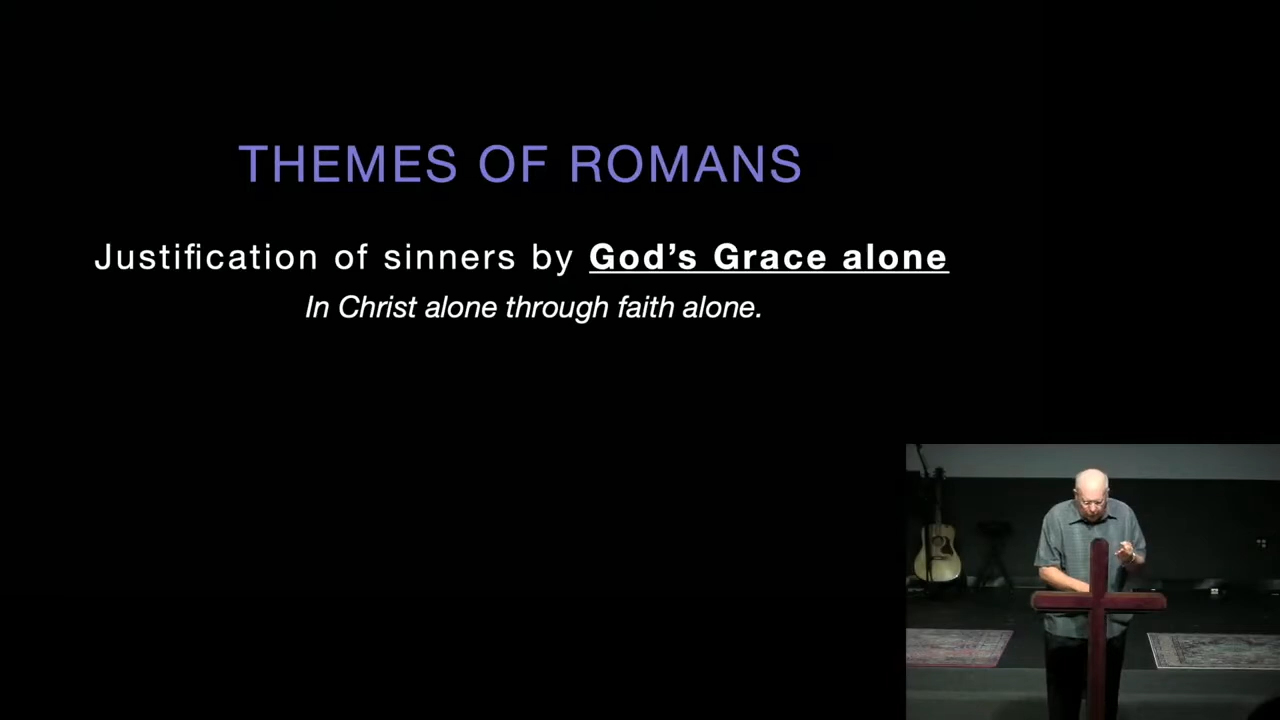 THEMES OF ROMANS
Justification of sinners by God’s Grace alone
In Christ alone through faith alone.